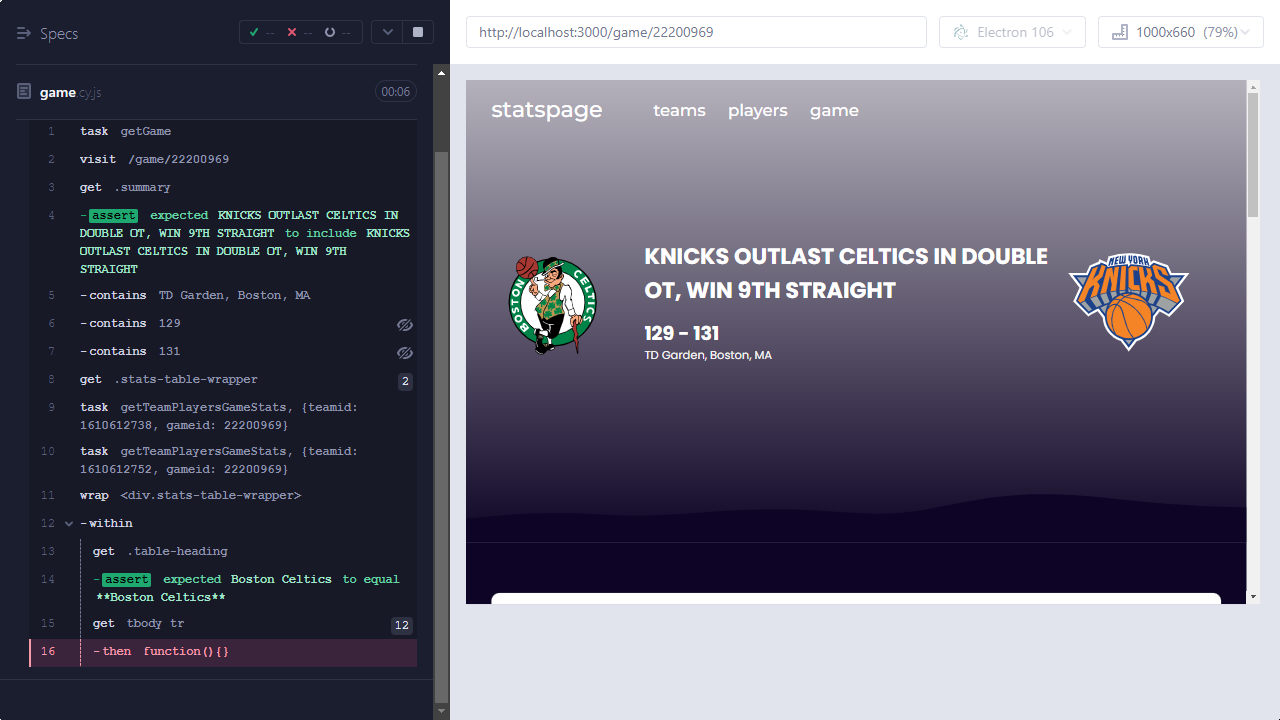 Specs
-- -- --
http://localhost:3000/game/22200969
Electron 106
1000x660 (79%)
game.cy.js
00:06
1 task getGame
2 visit /game/22200969
3 get .summary
4 -assert expected KNICKS OUTLAST CELTICS IN
DOUBLE OT, WIN 9TH STRAIGHT to include KNICKS
OUTLAST CELTICS IN DOUBLE OT, WIN 9TH
STRAIGHT
5 -contains TD Garden, Boston, MA
6 -contains 129
7 -contains 131
8 get .stats-table-wrapper 2
9 task getTeamPlayersGameStats, {teamid:
1610612738, gameid: 22200969}
10 task getTeamPlayersGameStats, {teamid:
1610612752, gameid: 22200969}
11 wrap <div.stats-table-wrapper>
12 -within
13 get .table-heading
14 -assert expected Boston Celtics to equal
**Boston Celtics**
15 get tbody tr 12
16 -then function(){}
statspage teams players game
BOSTON CELTICS
KNICKS OUTLAST CELTICS IN DOUBLE
OT, WIN 9TH STRAIGHT
129 - 131
TD Garden, Boston, MA
NEW YORK
KNICKS